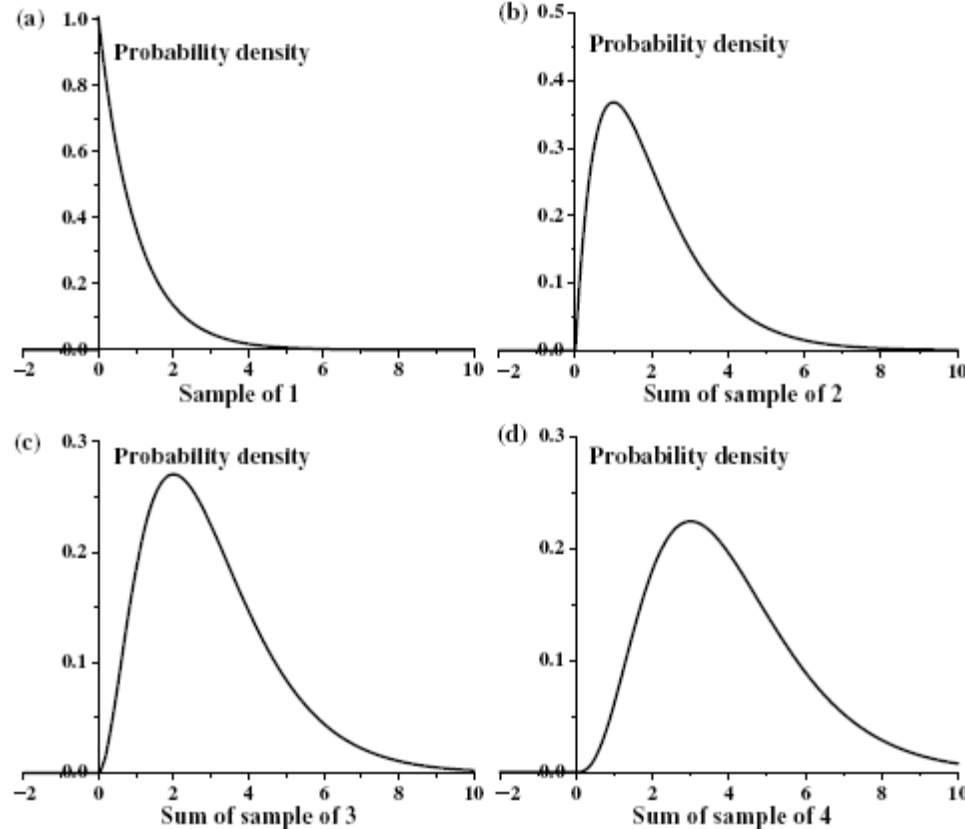 (a)
Probability density
1.0
0.8
0.6
0.4
0.2
0.0
−2 0 2 4 6 8 10
Sample of 1
(b)
Probability density
0.5
0.4
0.3
0.2
0.1
0.0
−2 0 2 4 6 8 10
Sum of sample of 2
(c)
Probability density
0.3
0.2
0.1
0.0
−2 0 2 4 6 8 10
Sum of sample of 3
(d)
Probability density
0.3
0.2
0.1
0.0
−2 0 2 4 6 8 10
Sum of sample of 4